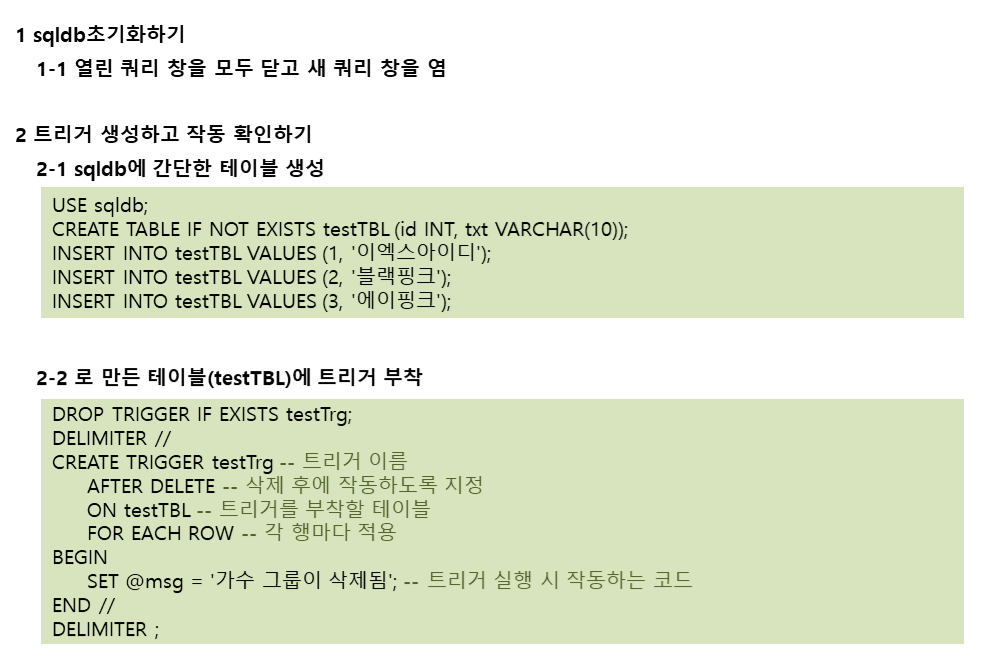 1 sqldb초기화하기
1-1 열린 쿼리 창을 모두 닫고 새 쿼리 창을 염
2 트리거 생성하고 작동 확인하기
2-1 sqldb에 간단한 테이블 생성
USE sqldb;
CREATE TABLE IF NOT EXISTS testTBL (id INT, txt VARCHAR(10));
INSERT INTO testTBL VALUES (1, '이엑스아이디');
INSERT INTO testTBL VALUES (2, '블랙핑크');
INSERT INTO testTBL VALUES (3, '에이핑크');
2-2 로 만든 테이블(testTBL)에 트리거 부착
DROP TRIGGER IF EXISTS testTrg;
DELIMITER //
CREATE TRIGGER testTrg -- 트리거 이름
AFTER DELETE -- 삭제 후에 작동하도록 지정
ON testTBL -- 트리거를 부착할 테이블
FOR EACH ROW -- 각 행마다 적용
BEGIN
SET @msg = '가수 그룹이 삭제됨'; -- 트리거 실행 시 작동하는 코드
END //
DELIMITER ;